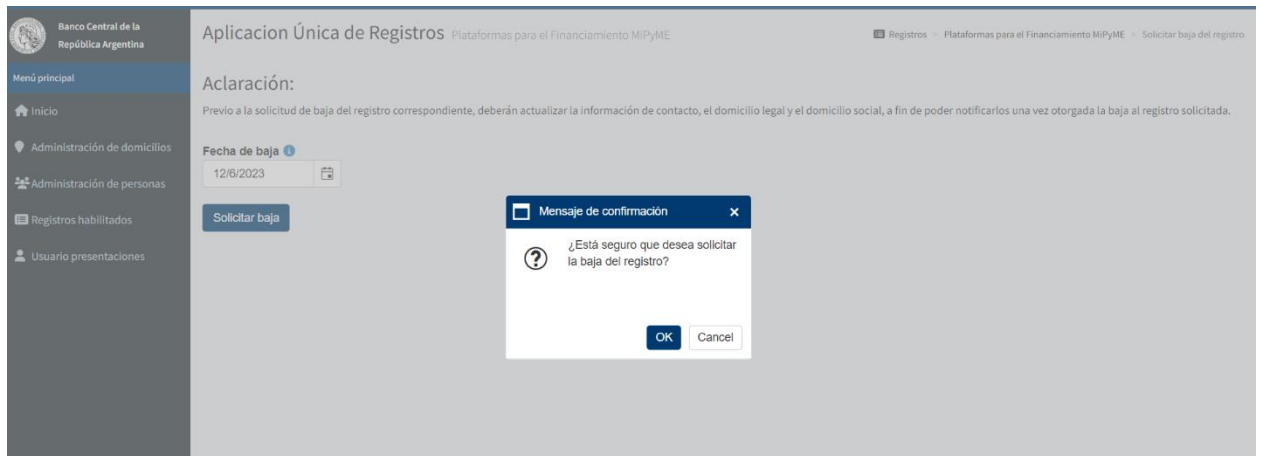 Banco Central de la
República Argentina
Aplicacion Única de Registros Plataformas para el Financiamiento MiPyME
Registros > Plataformas para el Financiamiento MiPyME > Solicitar baja del registro
Menú principal
Inicio
Administración de domicilios
Administración de personas
Registros habilitados
Usuario presentaciones
Aclaración:
Previo a la solicitud de baja del registro correspondiente, deberán actualizar la información de contacto, el domicilio legal y el domicilio social, a fin de poder notificarlos una vez otorgada la baja al registro solicitada.
Fecha de baja
12/6/2023
Solicitar baja
Mensaje de confirmación
¿Está seguro que desea solicitar
la baja del registro?
OK Cancel